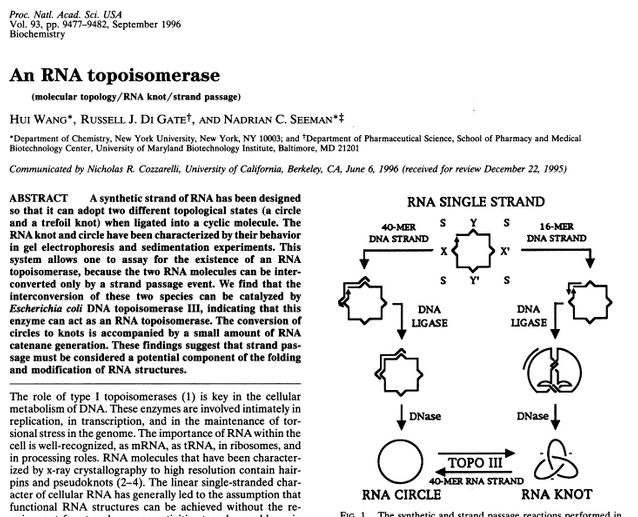 Proc. Natl. Acad. Sci. USA
Vol. 93, pp. 9477–9482, September 1996
Biochemistry
An RNA topoisomerase
(molecular topology/RNA knot/strand passage)
HUI WANG*, RUSSELL J. DI GATE†, AND NADRIAN C. SEEMAN*‡
*Department of Chemistry, New York University, New York, NY 10003; and †Department of Pharmaceutical Science, School of Pharmacy and Medical
Biotechnology Center, University of Maryland Biotechnology Institute, Baltimore, MD 21201
Communicated by Nicholas R. Cozzarelli, University of California, Berkeley, CA, June 6, 1996 (received for review December 22, 1995)
ABSTRACT A synthetic strand of RNA has been designed
so that it can adopt two different topological states (a circle
and a trefoil knot) when ligated into a cyclic molecule. The
RNA knot and circle have been characterized by their behavior
in gel electrophoresis and sedimentation experiments. This
system allows one to assay for the existence of an RNA
topoisomerase, because the two RNA molecules can be inter-
converted only by a strand passage event. We find that the
interconversion of these two species can be catalyzed by
Escherichia coli DNA topoisomerase III, indicating that this
enzyme can act as an RNA topoisomerase. The conversion of
circles to knots is accompanied by a small amount of RNA
catenane generation. These findings suggest that strand pas-
sage must be considered a potential component of the folding
and modification of RNA structures.
The role of type I topoisomerases (1) is key in the cellular
metabolism of DNA. These enzymes are involved intimately in
replication, in transcription, and in the maintenance of tor-
sional stress in the genome. The importance of RNA within the
cell is well-recognized, as mRNA, as tRNA, in ribosomes, and
in processing roles. RNA molecules that have been character-
ized by x-ray crystallography to high resolution contain hair-
pins and pseudoknots (2–4). The linear single-stranded char-
acter of cellular RNA has generally led to the assumption that
functional RNA structures can be achieved without the re-
RNA SINGLE STRAND
40-MER
DNA STRAND
S Y S
X X'
S Y' S
16-MER
DNA STRAND
DNA
LIGASE
DNA
LIGASE
DNase
DNase
TOPO III
40-MER RNA STRAND
RNA CIRCLE
RNA KNOT
FIG. 1. The synthetic and strand passage reactions performed in